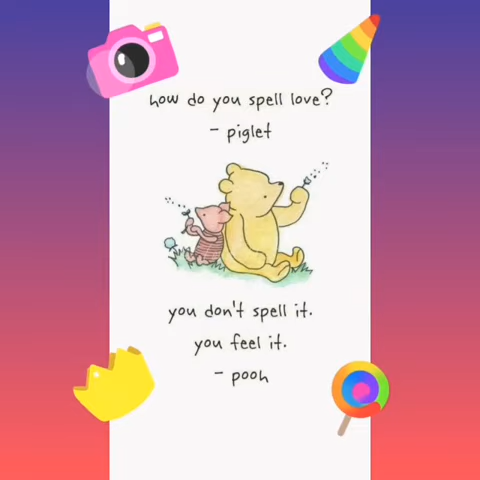 how do you spell love?
- piglet
you don't spell it.
you feel it.
- pooh